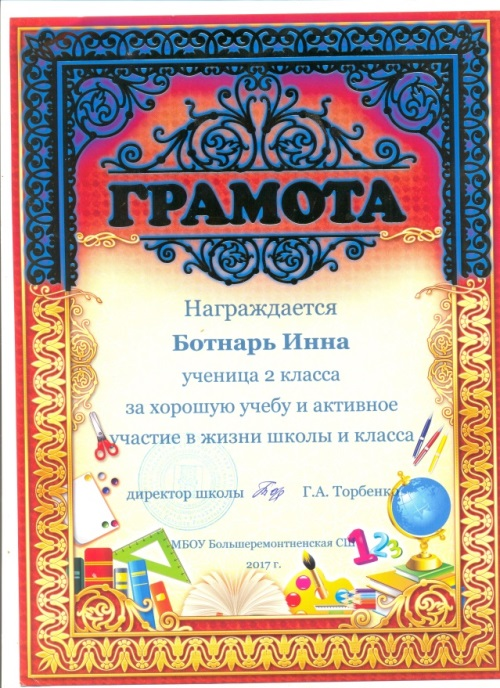 ГРАМОТА
Награждается
Ботнарь Инна
ученица 2 класса
за хорошую учебу и активное
участие в жизни школы и класса
директор школы Г.А. Торбенко
МБОУ Большеремонтненская СШ
2017 г.
123